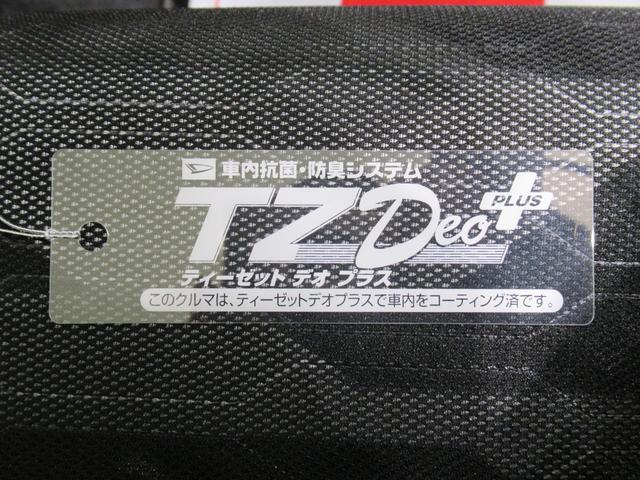 車内抗菌・防臭システム
TZ Deo PLUS
ティーゼット デオ プラス
このクルマは、ティーゼットデオプラスで車内をコーティング済です。